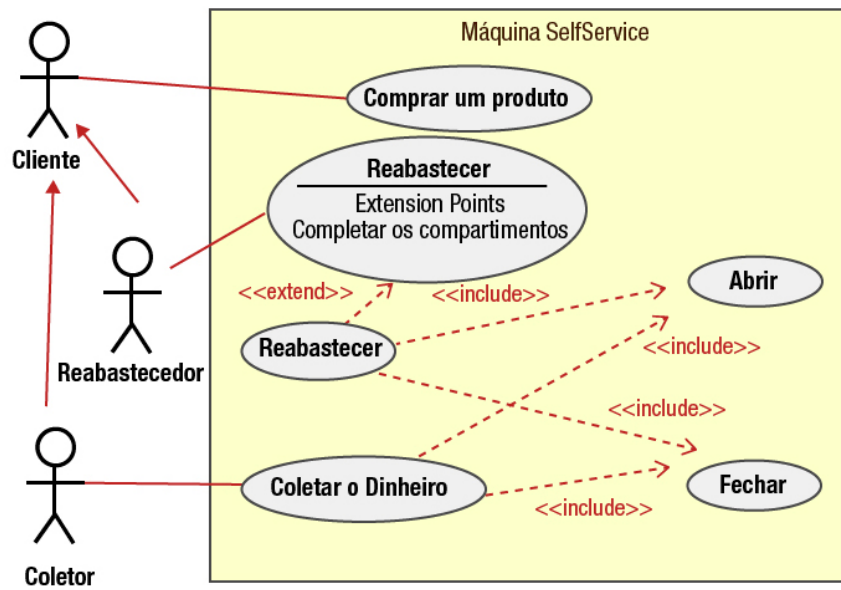 Máquina SelfService
Comprar um produto
Cliente
Reabastecer
Extension Points
Completar os compartimentos
<<extend>>
<<include>>
Abrir
Reabastecer
<<include>>
Reabastecedor
<<include>>
Coletar o Dinheiro
Fechar
<<include>>
Coletor